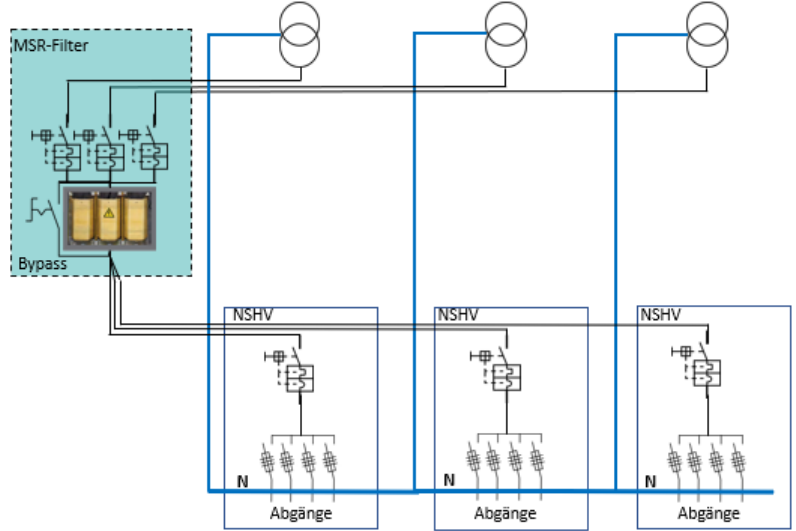 MSR-Filter
Bypass
NSHV
NSHV
NSHV
N
N
N
Abgänge
Abgänge
Abgänge